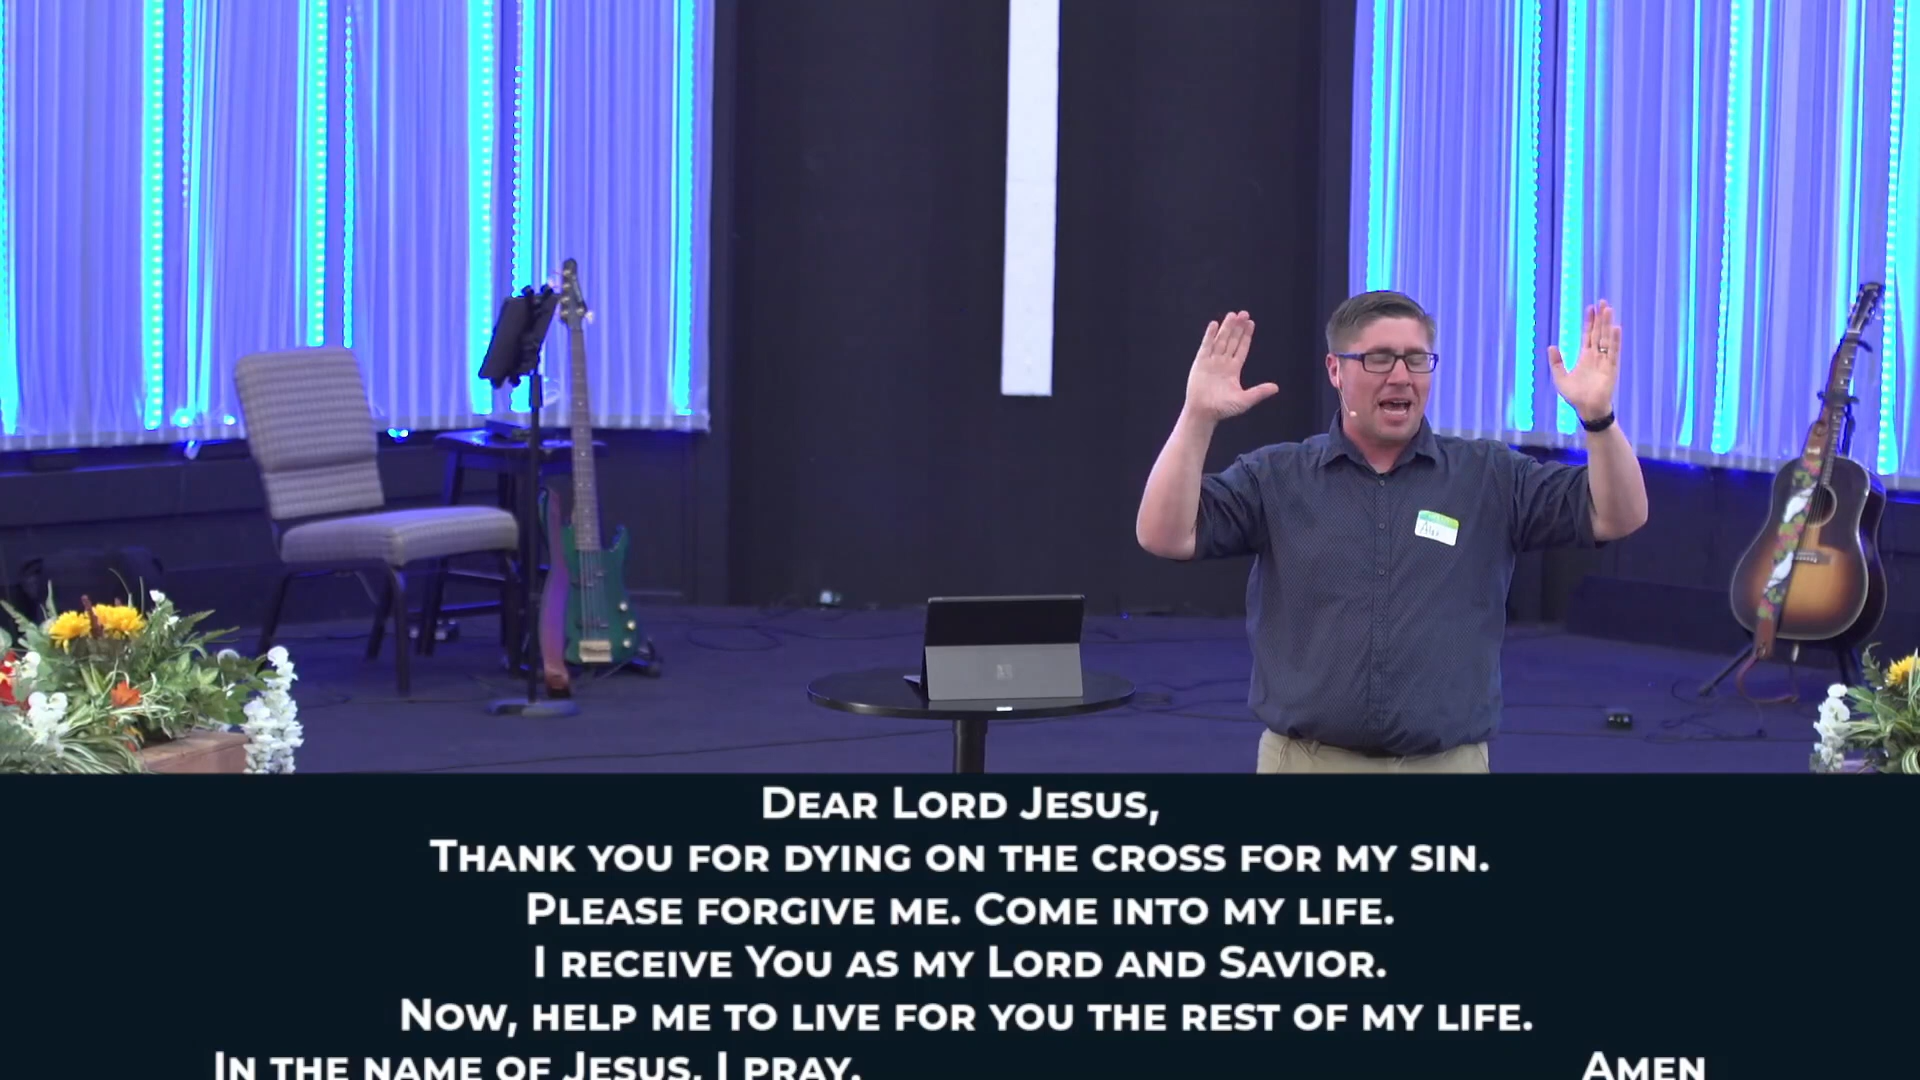 Dear Lord Jesus,
Thank you for dying on the cross for my sin.
Please forgive me. Come into my life.
I receive You as my Lord and Savior.
Now, help me to live for you the rest of my life.
In the name of Jesus, I pray. Amen